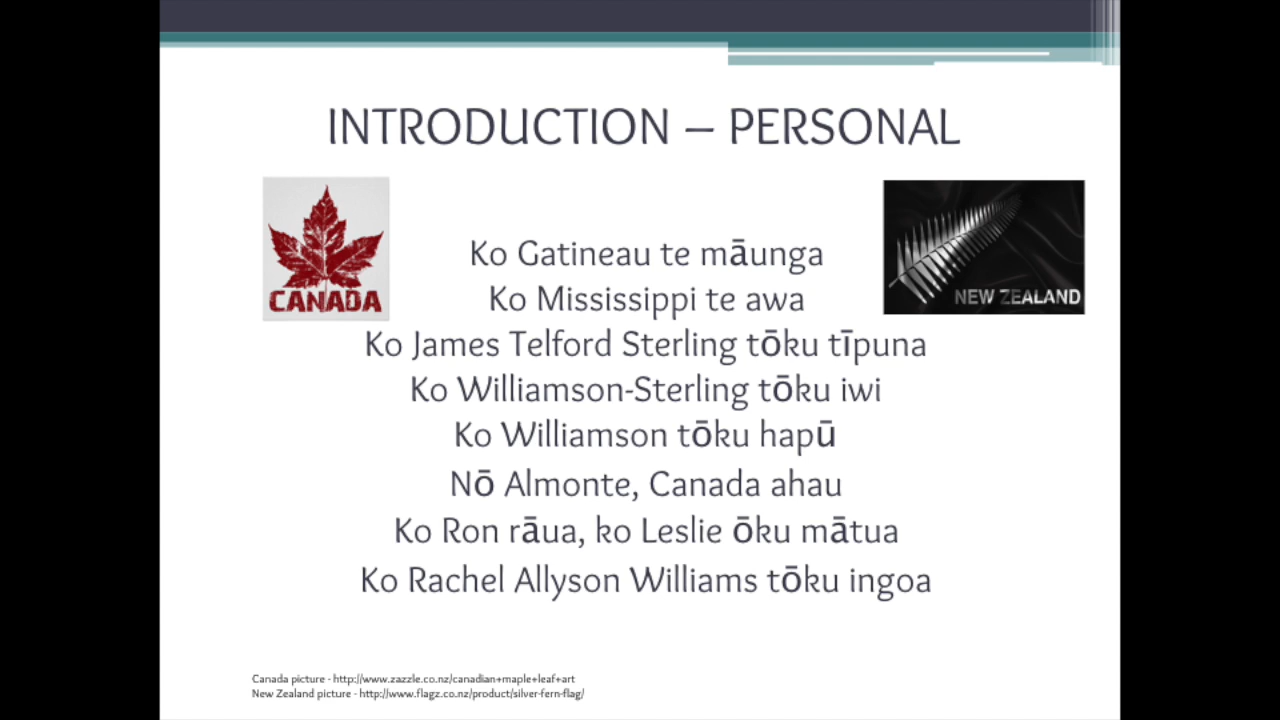 INTRODUCTION – PERSONAL
CANADA
NEW ZEALAND
Ko Gatineau te māunga
Ko Mississippi te awa
Ko James Telford Sterling tōku tīpuna
Ko Williamson-Sterling tōku iwi
Ko Williamson tōku hapū
Nō Almonte, Canada ahau
Ko Ron rāua, ko Leslie ōku mātua
Ko Rachel Allyson Williams tōku ingoa
Canada picture - http://www.zazzle.co.nz/canadian+maple+leaf+art
New Zealand picture - http://www.flagz.co.nz/product/silver-fern-flag/